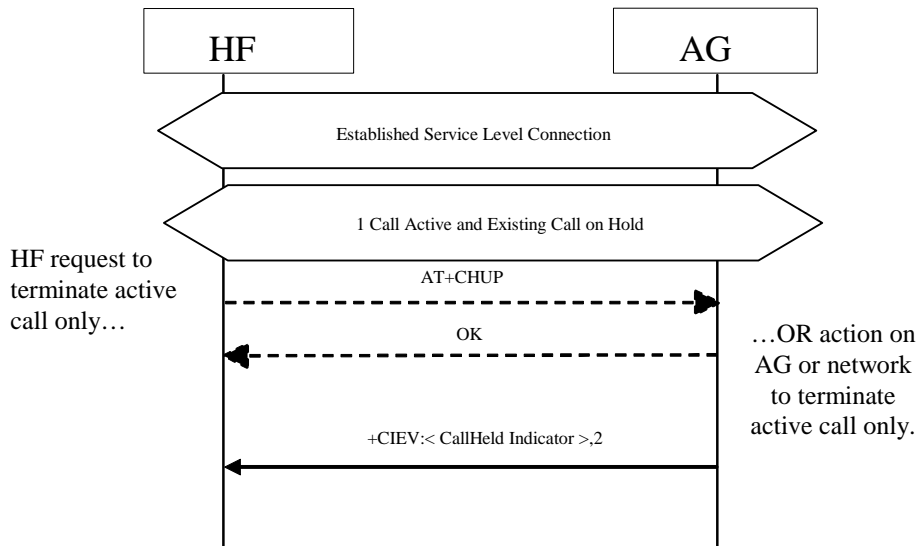 HF
AG
Established Service Level Connection
1 Call Active and Existing Call on Hold
HF request to
terminate active
call only…
AT+CHUP
OK
…OR action on
AG or network
to terminate
active call only.
+CIEV:< CallHeld Indicator >,2